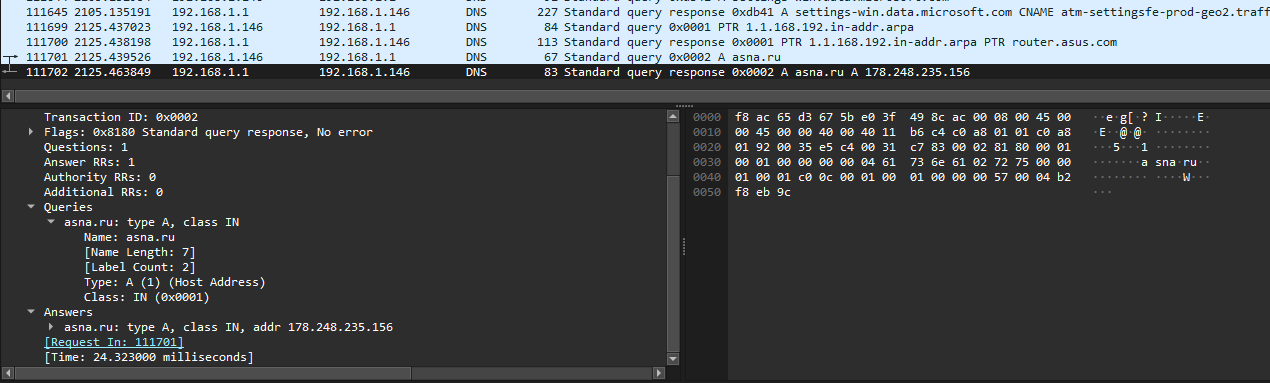 111645 2105.135191 192.168.1.1 192.168.1.146 DNS 227 Standard query response 0xdb41 A settings-win.data.microsoft.com CNAME atm-settingsfe-prod-geo2.traff
111699 2125.437023 192.168.1.146 192.168.1.1 DNS 84 Standard query 0x0001 PTR 1.1.168.192.in-addr.arpa
111700 2125.438198 192.168.1.1 192.168.1.146 DNS 113 Standard query response 0x0001 PTR 1.1.168.192.in-addr.arpa PTR router.asus.com
111701 2125.439526 192.168.1.146 192.168.1.1 DNS 67 Standard query 0x0002 A asna.ru
111702 2125.463849 192.168.1.1 192.168.1.146 DNS 83 Standard query response 0x0002 A asna.ru A 178.248.235.156
Transaction ID: 0x0002
Flags: 0x8180 Standard query response, No error
Questions: 1
Answer RRs: 1
Authority RRs: 0
Additional RRs: 0
Queries
asna.ru: type A, class IN
Name: asna.ru
[Name Length: 7]
[Label Count: 2]
Type: A (1) (Host Address)
Class: IN (0x0001)
Answers
asna.ru: type A, class IN, addr 178.248.235.156
[Request In: 111701]
[Time: 24.323000 milliseconds]
0000 f8 ac 65 d3 67 5b e0 3f 49 8c ac 00 08 00 45 00 ··e·g[·? I·····E·
0010 00 45 00 00 40 00 40 11 b6 c4 c0 a8 01 01 c0 a8 ·E··@·@· ········
0020 01 92 00 35 e5 c4 00 31 c7 83 00 02 81 80 00 01 ···5···1 ········
0030 00 01 00 00 00 00 04 61 73 6e 61 02 72 75 00 00 ·······a sna·ru··
0040 01 00 01 c0 0c 00 01 00 01 00 00 00 57 00 04 b2 ········ ····W···
0050 f8 eb 9c ···